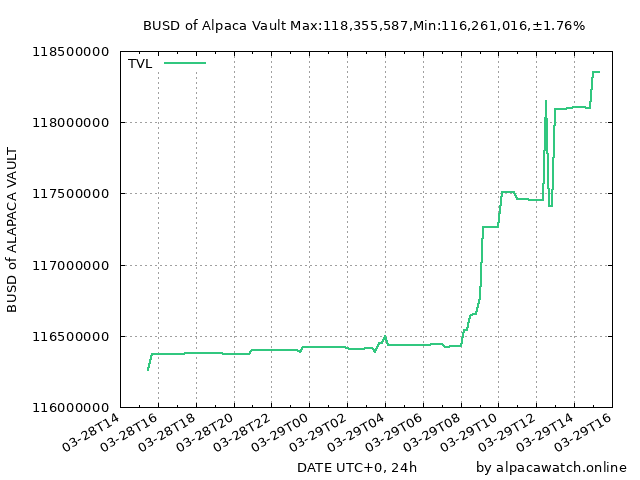 BUSD of Alpaca Vault Max:118,355,587,Min:116,261,016,±1.76%
118500000
TVL
118000000
117500000
BUSD of ALAPACA VAULT
117000000
116500000
116000000
03-28T14
03-28T16
03-28T18
03-28T20
03-28T22
03-29T00
03-29T02
03-29T04
03-29T06
03-29T08
03-29T10
03-29T12
03-29T14
03-29T16
DATE UTC+0, 24h
by alpacawatch.online